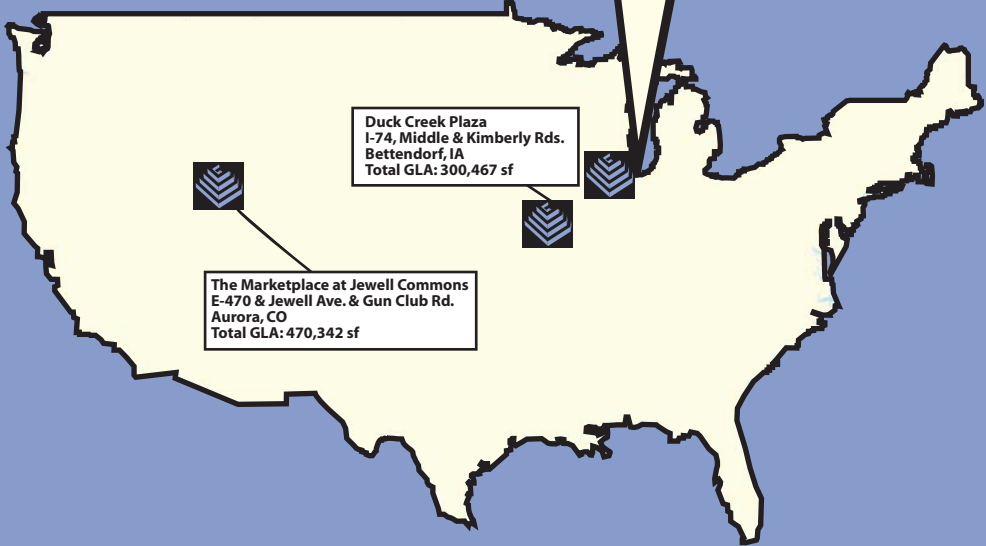 Duck Creek Plaza
I-74, Middle & Kimberly Rds.
Bettendorf, IA
Total GLA: 300,467 sf
The Marketplace at Jewell Commons
E-470 & Jewell Ave. & Gun Club Rd.
Aurora, CO
Total GLA: 470,342 sf